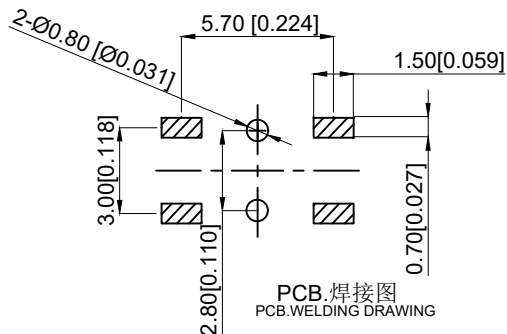 2-Ø0.80 [Ø0.031]
5.70 [0.224]
1.50[0.059]
3.00[0.118]
2.80[0.110]
0.70[0.027]
PCB.焊接图
PCB.WELDING DRAWING